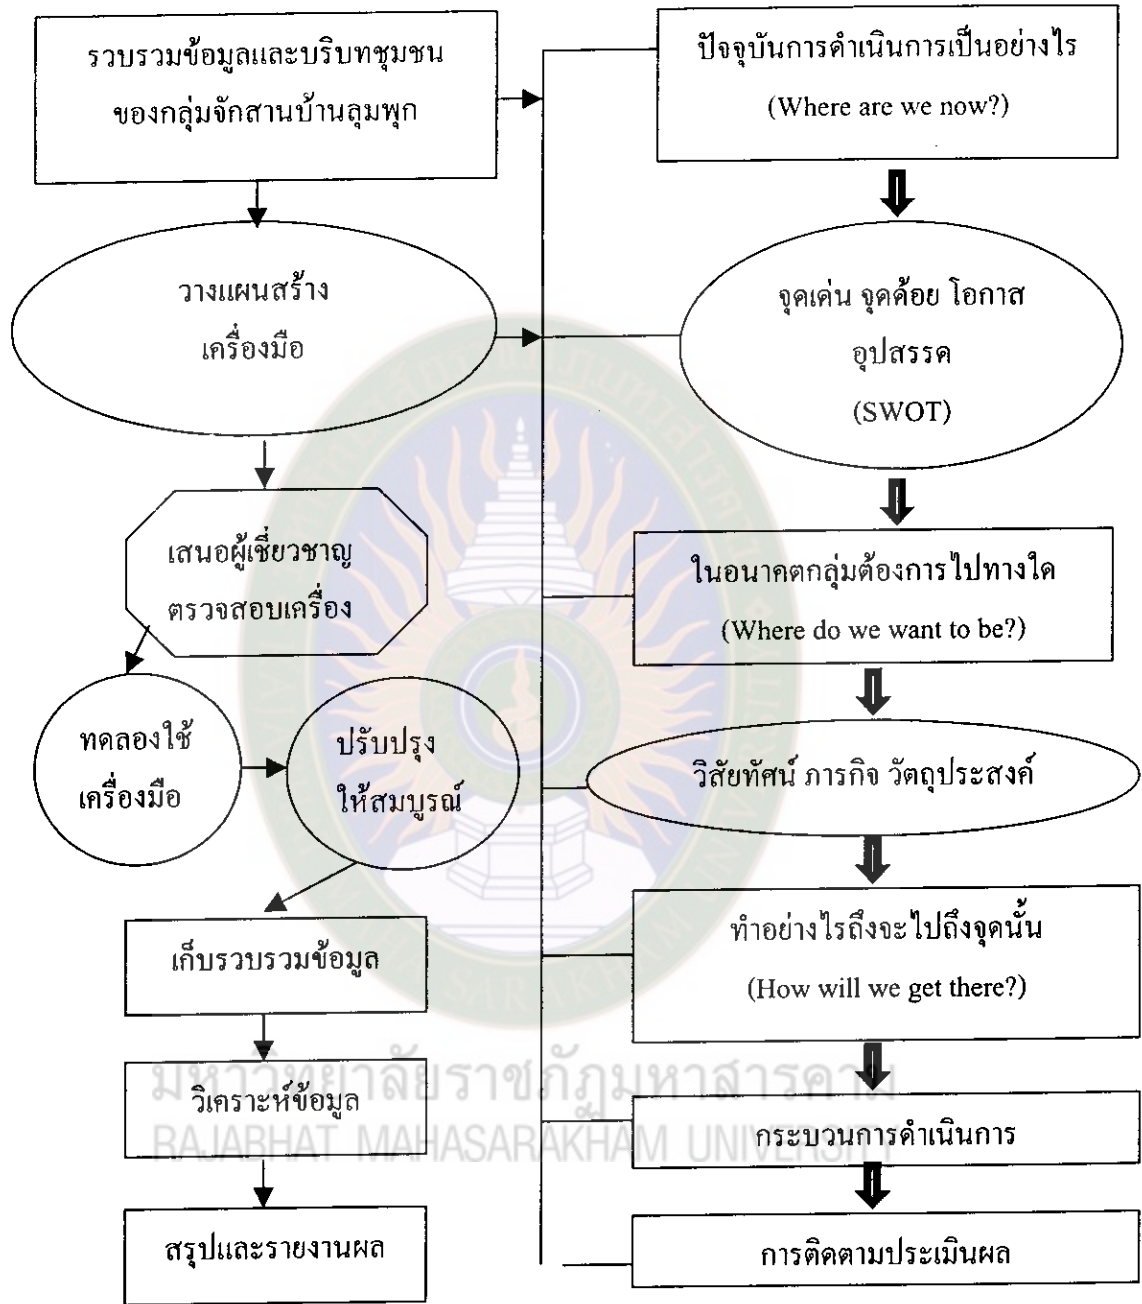 รวบรวมข้อมูลและบริบทชุมชน
ของกลุ่มจักสานบ้านลุมพุก
วางแผนสร้าง
เครื่องมือ
เสนอผู้เชี่ยวชาญ
ตรวจสอบเครื่อง
ทดลองใช้
เครื่องมือ
ปรับปรุง
ให้สมบูรณ์
เก็บรวบรวมข้อมูล
วิเคราะห์ข้อมูล
สรุปและรายงานผล
ปัจจุบันการดำเนินการเป็นอย่างไร
(Where are we now?)
จุดเด่น จุดด้อย โอกาส
อุปสรรค
(SWOT)
ในอนาคตกลุ่มต้องการไปทางใด
(Where do we want to be?)
วิสัยทัศน์ ภารกิจ วัตถุประสงค์
ทำอย่างไรถึงจะไปถึงจุดนั้น
(How will we get there?)
กระบวนการดำเนินการ
การติดตามประเมินผล
มหาวิทยาลัยราชภัฏมหาสารคาม
RAJABHAT MAHASARAKHAM UNIVERSITY